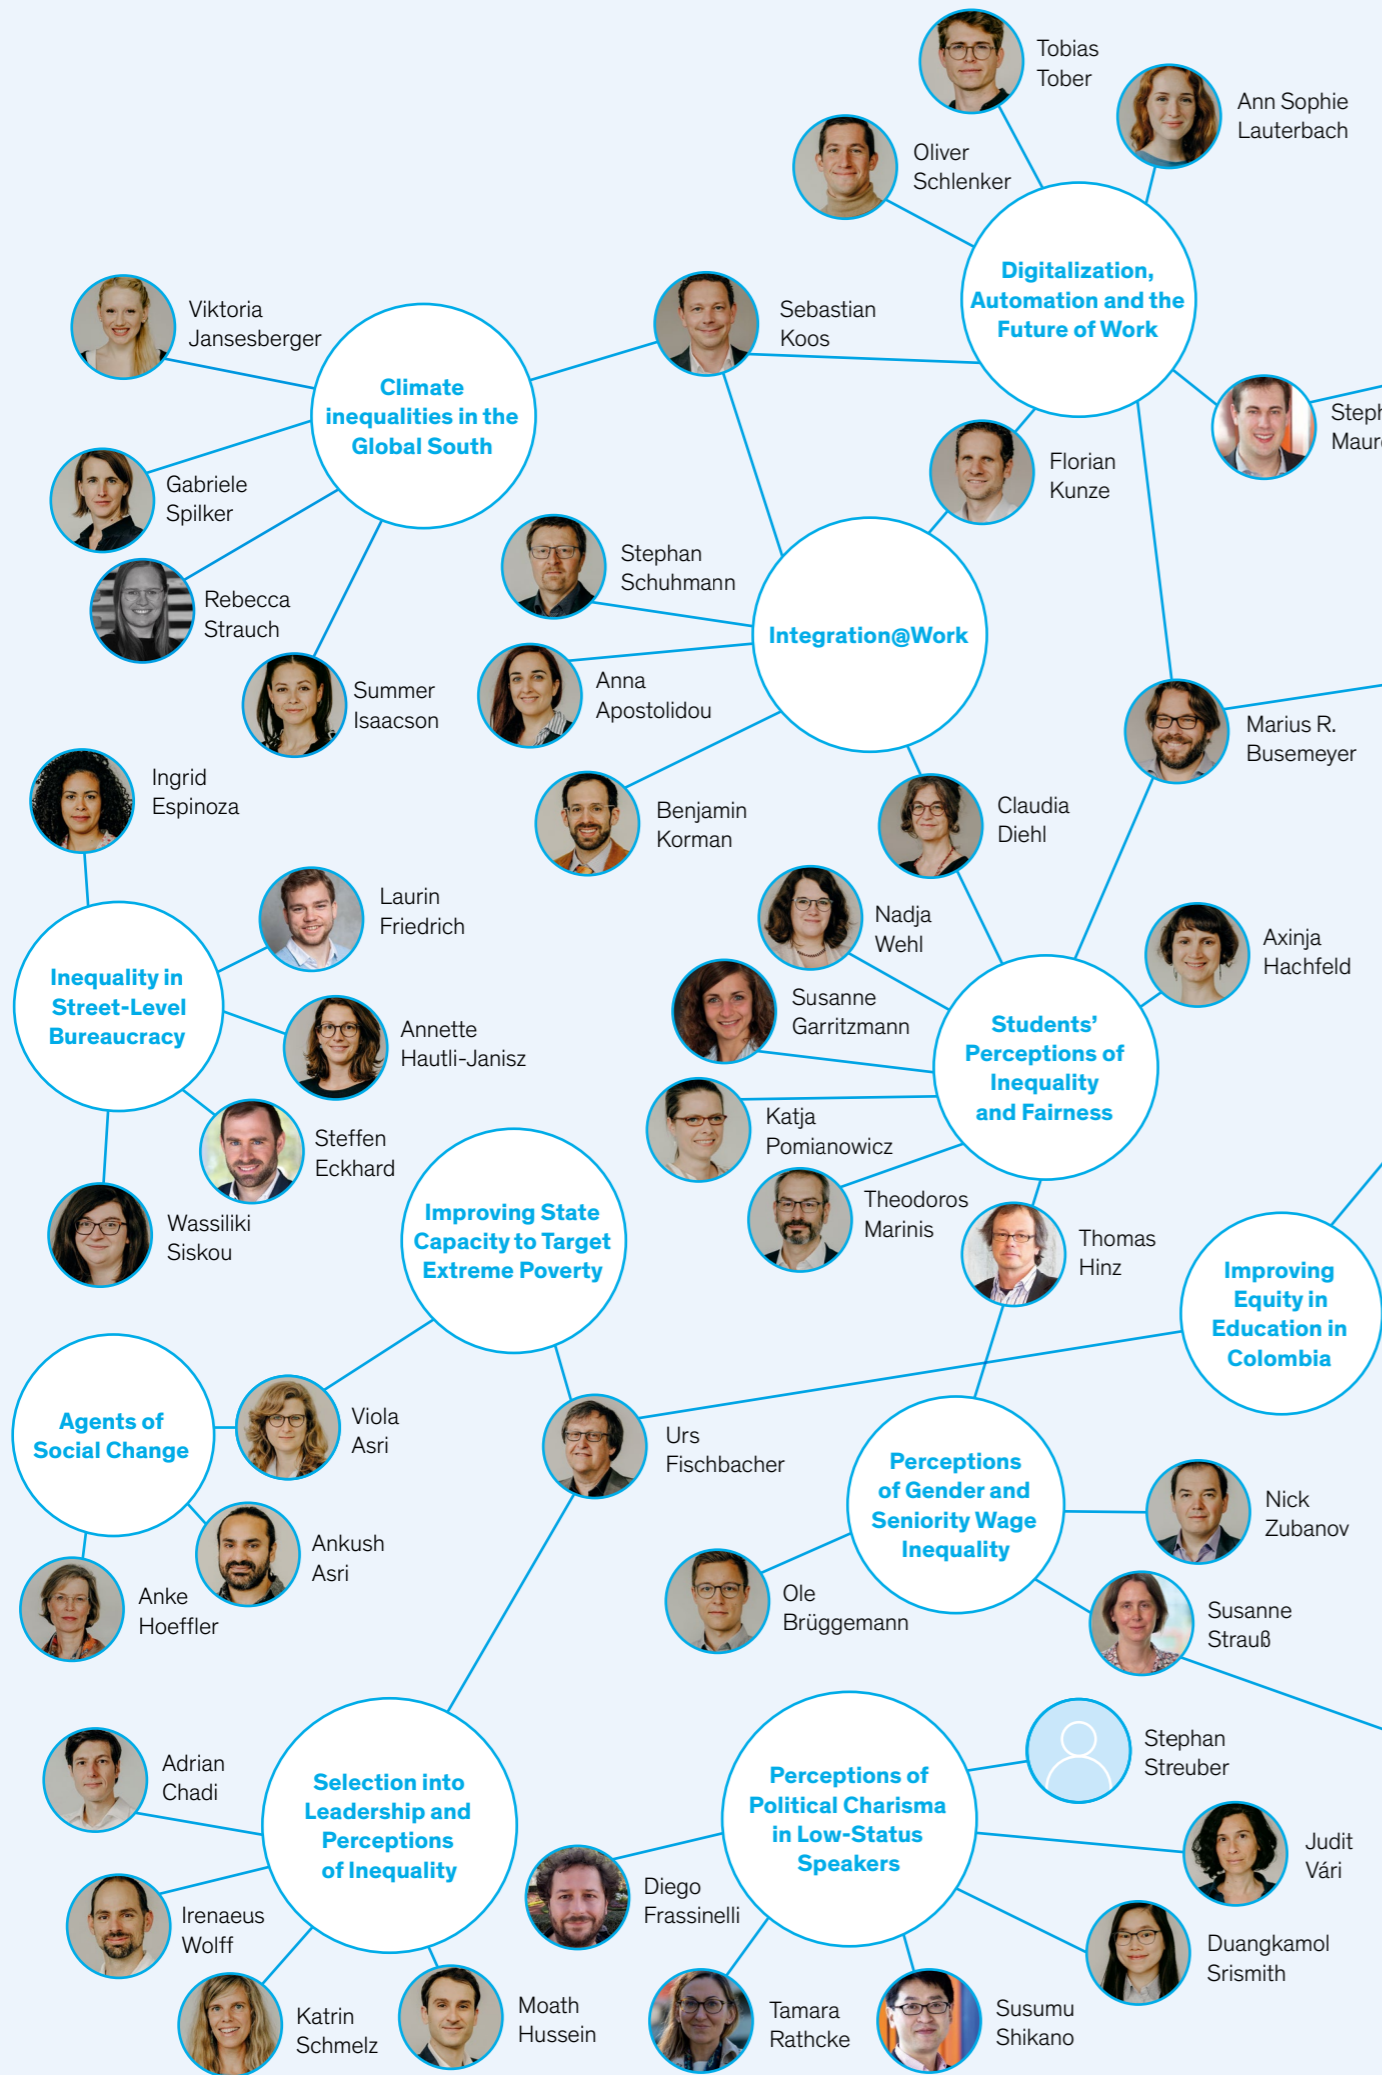 Tobias
Tober
Ann Sophie
Lauterbach
Oliver
Schlenker
Digitalization,
Automation and the
Future of Work
Viktoria
Jansesberger
Sebastian
Koos
Climate
inequalities in the
Global South
Steph
Maur
Florian
Kunze
Gabriele
Spilker
Stephan
Schuhmann
Rebecca
Strauch
Integration@Work
Anna
Apostolidou
Summer
Isaacson
Marius R.
Busemeyer
Ingrid
Espinoza
Benjamin
Korman
Claudia
Diehl
Laurin
Friedrich
Nadja
Wehl
Axinja
Hachfeld
Inequality in
Street-Level
Bureaucracy
Susanne
Garritzmann
Students’
Perceptions of
Inequality
and Fairness
Annette
Hautli-Janisz
Katja
Pomianowicz
Steffen
Eckhard
Theodoros
Marinis
Improving State
Capacity to Target
Extreme Poverty
Wassiliki
Siskou
Thomas
Hinz
Improving
Equity in
Education in
Colombia
Agents of
Social Change
Viola
Asri
Urs
Fischbacher
Perceptions
of Gender and
Seniority Wage
Inequality
Nick
Zubanov
Ankush
Asri
Anke
Hoeffler
Ole
Brüggemann
Susanne
Strauß
Stephan
Streuber
Adrian
Chadi
Selection into
Leadership and
Perceptions
of Inequality
Perceptions of
Political Charisma
in Low-Status
Speakers
Judit
Vári
Diego
Frassinelli
Irenaeus
Wolff
Duangkamol
Srismith
Katrin
Schmelz
Moath
Hussein
Tamara
Rathcke
Susumu
Shikano